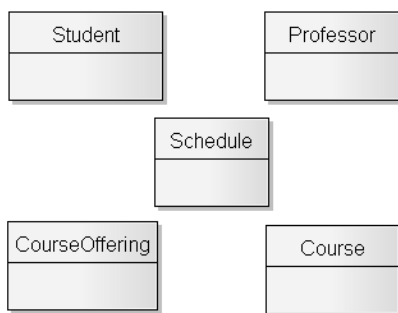 Student
Professor
Schedule
CourseOffering
Course